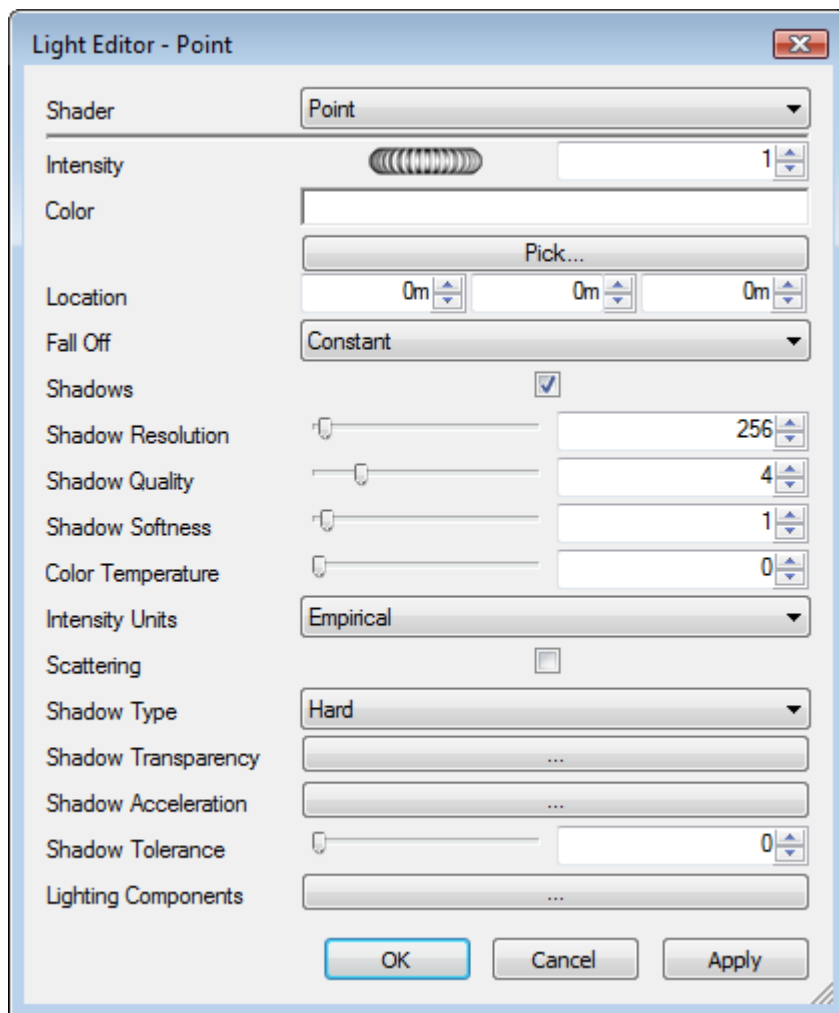 Light Editor - Point
Shader Point
Intensity 1
Color
Pick...
Location 0m 0m 0m
Fall Off Constant
Shadows
Shadow Resolution 256
Shadow Quality 4
Shadow Softness 1
Color Temperature 0
Intensity Units Empirical
Scattering
Shadow Type Hard
Shadow Transparency ...
Shadow Acceleration ...
Shadow Tolerance 0
Lighting Components ...
OK Cancel Apply